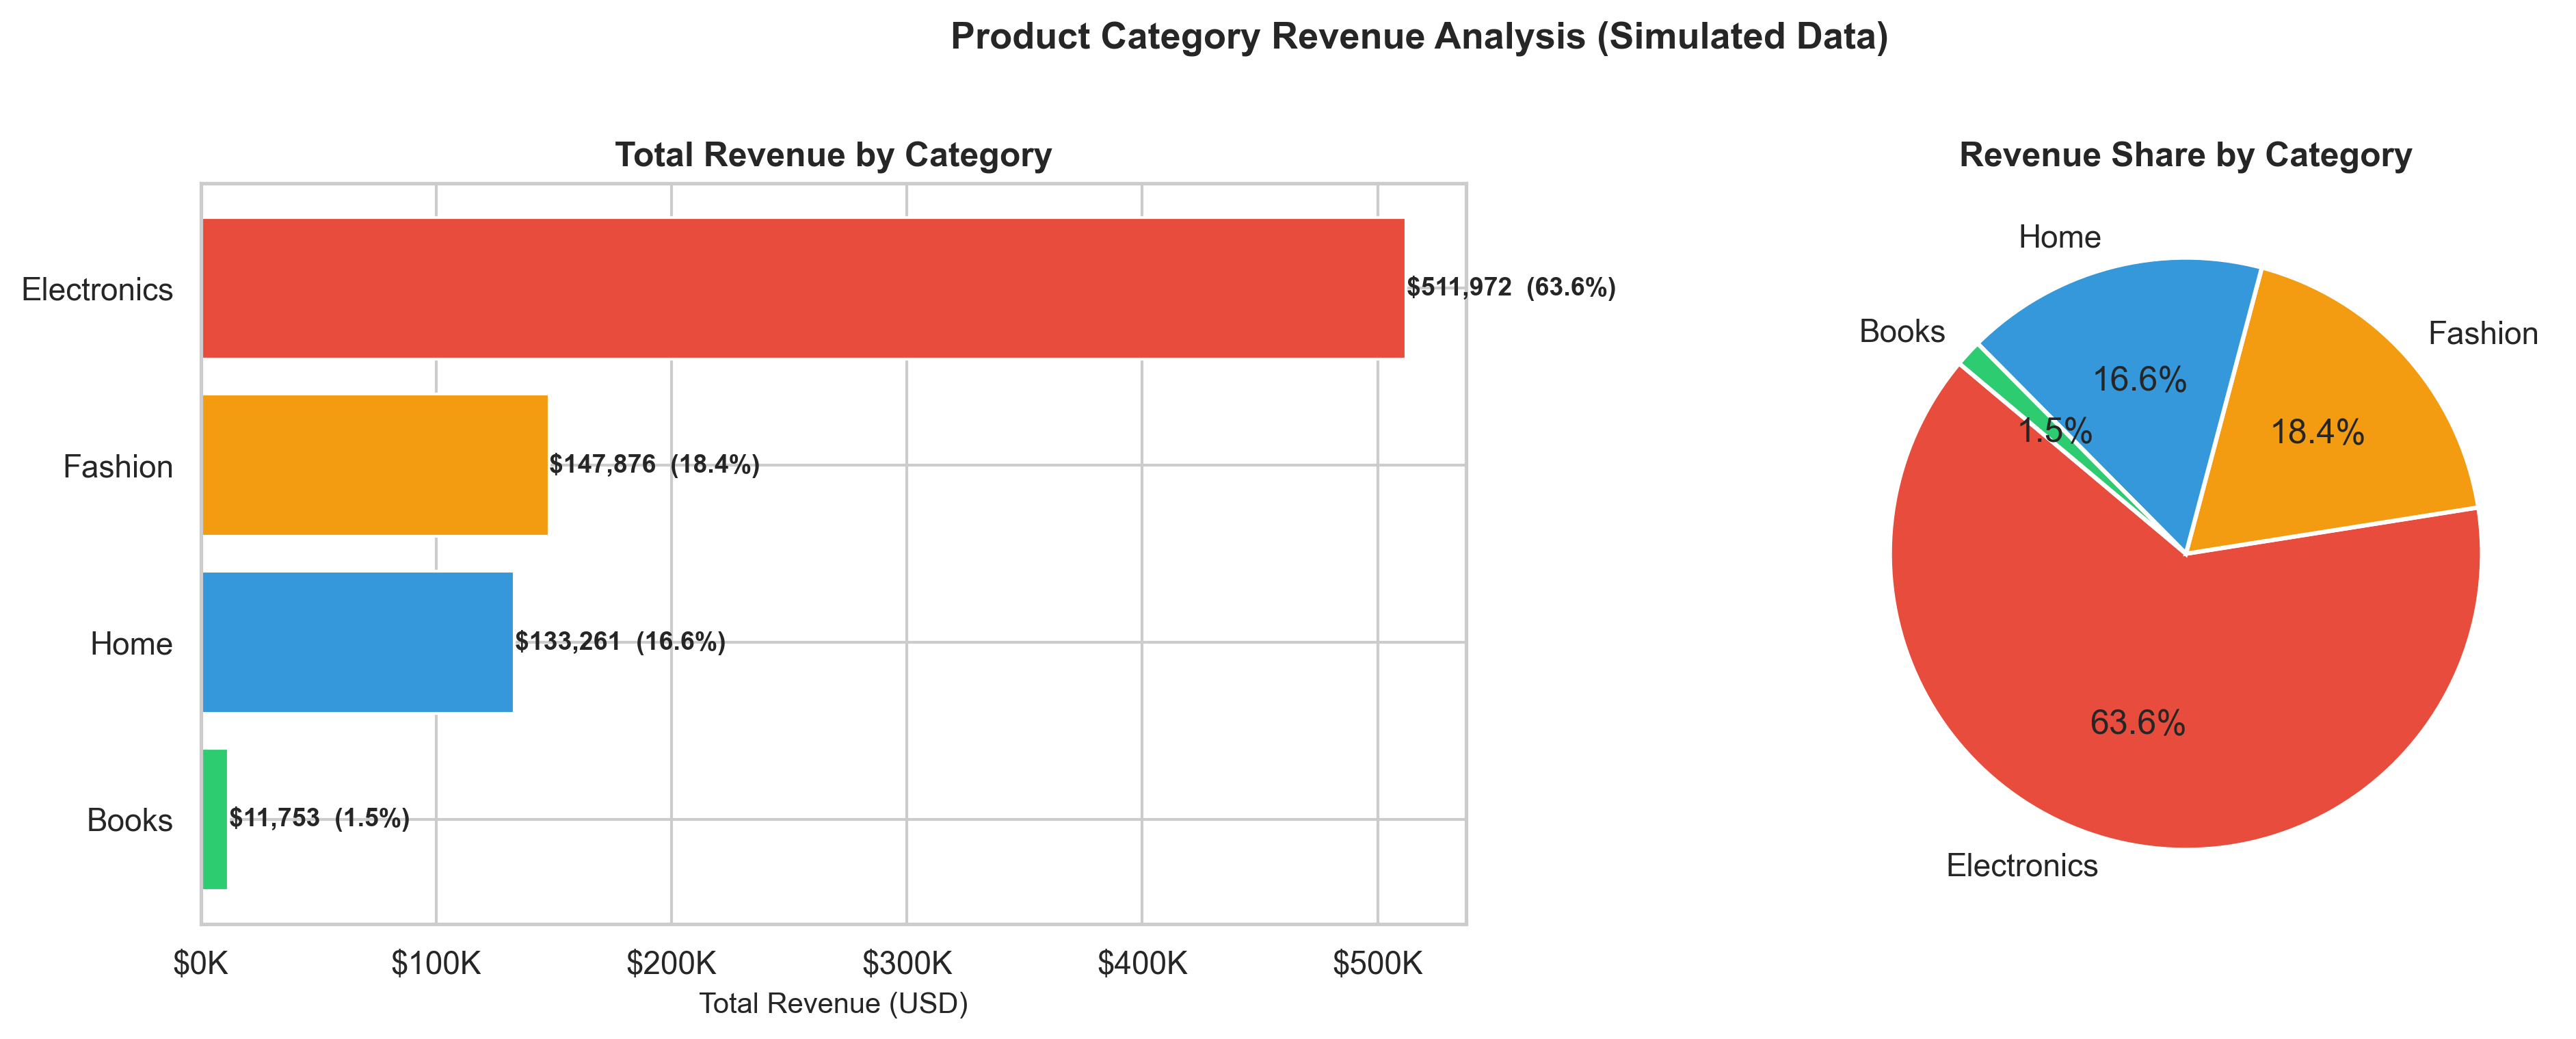 Product Category Revenue Analysis (Simulated Data)
Total Revenue by Category
Electronics
$511,972 (63.6%)
Fashion
$147,876 (18.4%)
Home
$133,261 (16.6%)
Books
$11,753 (1.5%)
$0K $100K $200K $300K $400K $500K
Total Revenue (USD)
Revenue Share by Category
Home
Books
Fashion
16.6%
1.5%
18.4%
63.6%
Electronics